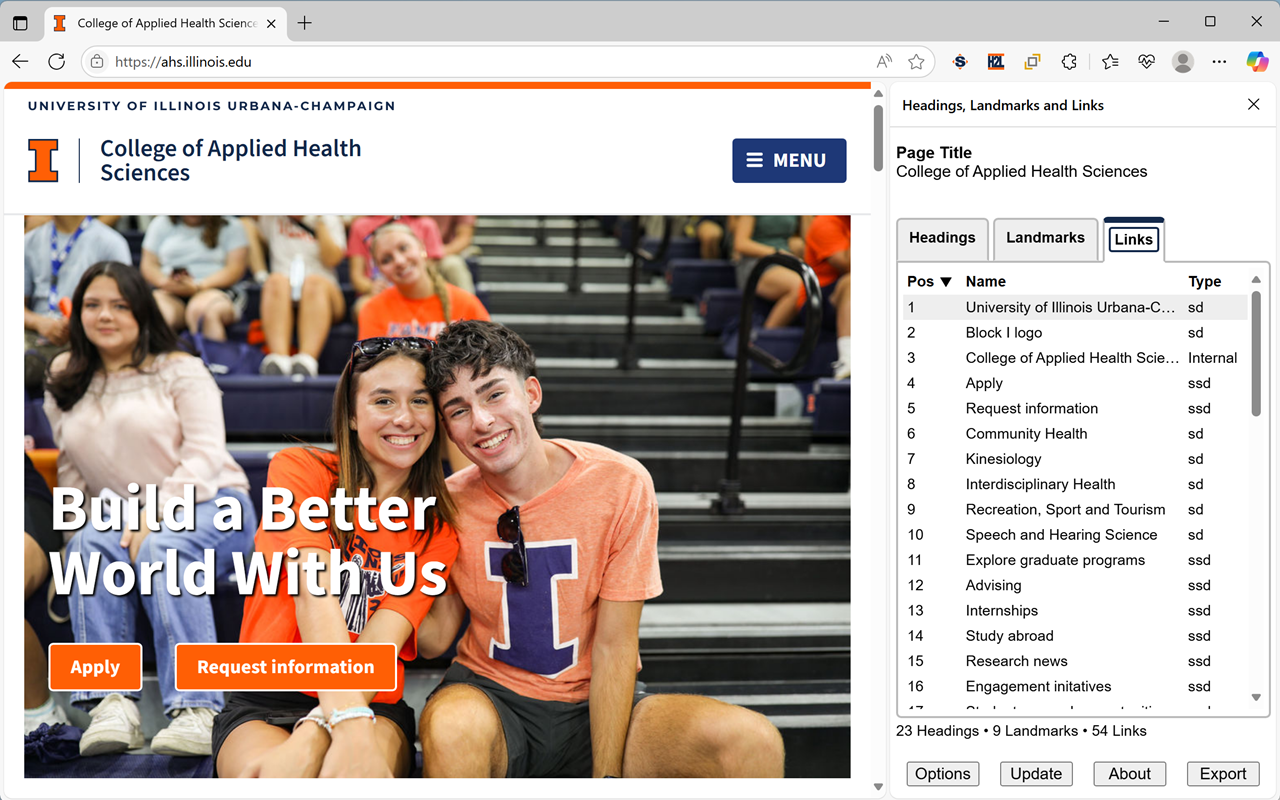 College of Applied Health Science
https://ahs.illinois.edu
UNIVERSITY OF ILLINOIS URBANA-CHAMPAIGN
College of Applied Health
Sciences
MENU
Build a Better
World With Us
Apply
Request information
Headings, Landmarks and Links
Page Title
College of Applied Health Sciences
Headings Landmarks Links
Pos ▼ Name Type
1 University of Illinois Urbana-C… sd
2 Block I logo sd
3 College of Applied Health Scie… Internal
4 Apply ssd
5 Request information ssd
6 Community Health sd
7 Kinesiology sd
8 Interdisciplinary Health sd
9 Recreation, Sport and Tourism sd
10 Speech and Hearing Science sd
11 Explore graduate programs ssd
12 Advising ssd
13 Internships ssd
14 Study abroad ssd
15 Research news ssd
16 Engagement initatives ssd
23 Headings • 9 Landmarks • 54 Links
Options Update About Export